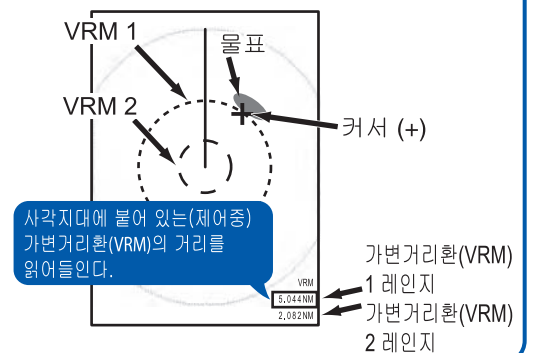 VRM 1
물표
VRM 2
커서 (+)
사각지대에 붙어 있는(제어중)
가변거리환(VRM)의 거리를
읽어들인다.
VRM
5.044NM
2.082NM
가변거리환(VRM)
1 레인지
가변거리환(VRM)
2 레인지